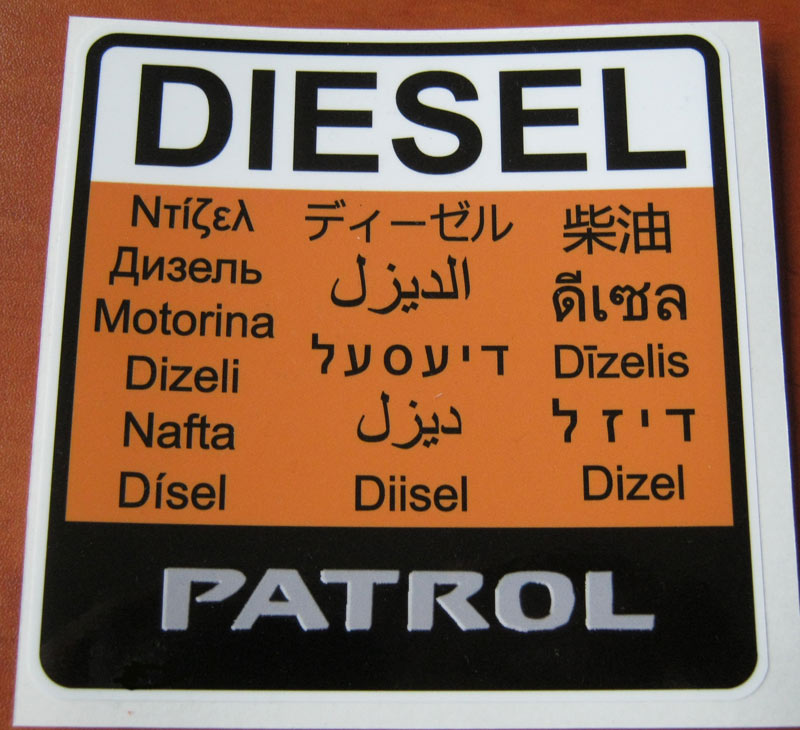 DIESEL
Ντίζελ
Дизель
Motorina
Dizeli
Nafta
Dísel
ディーゼル
الديزل
דיעסעל
ديزل
Diisel
柴油
ดีเซล
Dīzelis
דיזל
Dizel
PATROL